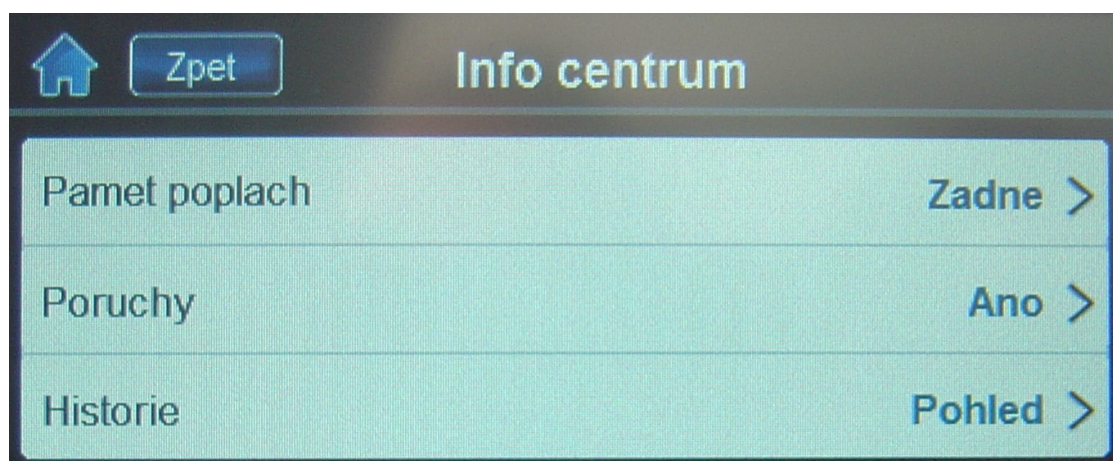 Zpet Info centrum
Pamet poplach Zadne
Poruchy Ano
Historie Pohled